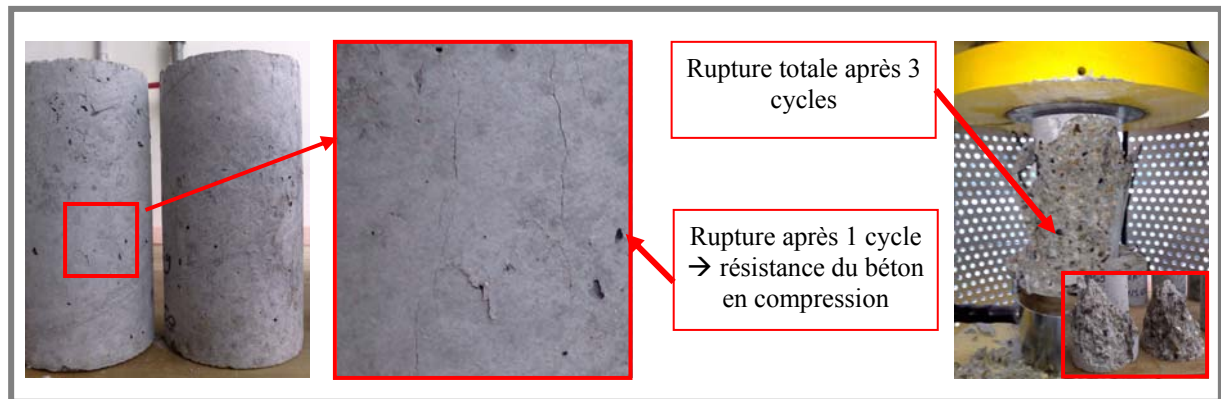 Rupture totale après 3
cycles
Rupture après 1 cycle
→ résistance du béton
en compression